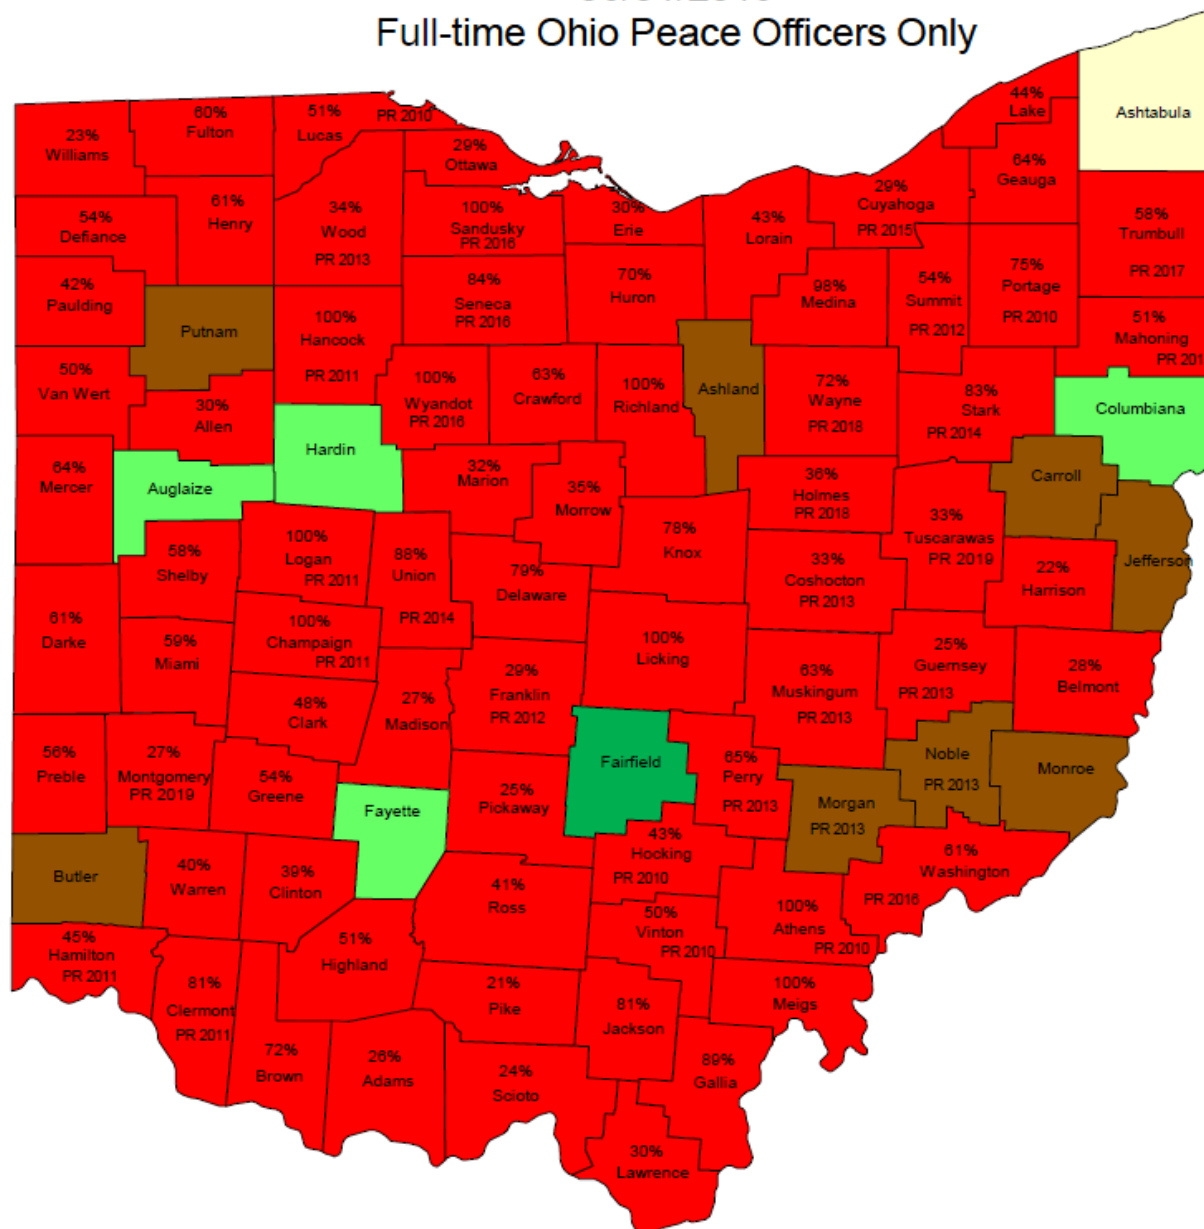 Full-time Ohio Peace Officers Only
44%
Lake
Ashtabula
60%
Fulton
51%
Lucas
PR 2010
23%
Williams
29%
Ottawa
64%
Geauga
29%
Cuyahoga
PR 2015
61%
Henry
54%
Defiance
34%
Wood
PR 2013
100%
Sandusky
PR 2016
30%
Erie
43%
Lorain
58%
Trumbull
PR 2017
42%
Paulding
84%
Seneca
PR 2016
70%
Huron
98%
Medina
54%
Summit
PR 2012
75%
Portage
PR 2010
Putnam
100%
Hancock
PR 2011
51%
Mahoning
PR 201
50%
Van Wert
30%
Allen
100%
Wyandot
PR 2016
63%
Crawford
100%
Richland
Ashland
72%
Wayne
PR 2018
83%
Stark
PR 2014
Columbiana
64%
Mercer
Auglaize
Hardin
32%
Marion
35%
Morrow
36%
Holmes
PR 2018
Carroll
33%
Tuscarawas
PR 2019
Jefferson
58%
Shelby
100%
Logan
PR 2011
88%
Union
PR 2014
79%
Delaware
78%
Knox
33%
Coshocton
PR 2013
22%
Harrison
61%
Darke
59%
Miami
100%
Champaign
PR 2011
100%
Licking
25%
Guernsey
PR 2013
28%
Belmont
48%
Clark
27%
Madison
29%
Franklin
PR 2012
63%
Muskingum
PR 2013
56%
Preble
27%
Montgomery
PR 2019
54%
Greene
25%
Pickaway
Fairfield
65%
Perry
PR 2013
Noble
PR 2013
Monroe
Fayette
Morgan
PR 2013
Butler
40%
Warren
39%
Clinton
41%
Ross
43%
Hocking
PR 2010
61%
Washington
PR 2016
45%
Hamilton
PR 2011
51%
Highland
50%
Vinton
PR 2010
100%
Athens
PR 2010
81%
Clermont
PR 2011
21%
Pike
81%
Jackson
100%
Meigs
72%
Brown
26%
Adams
24%
Scioto
89%
Gallia
30%
Lawrence